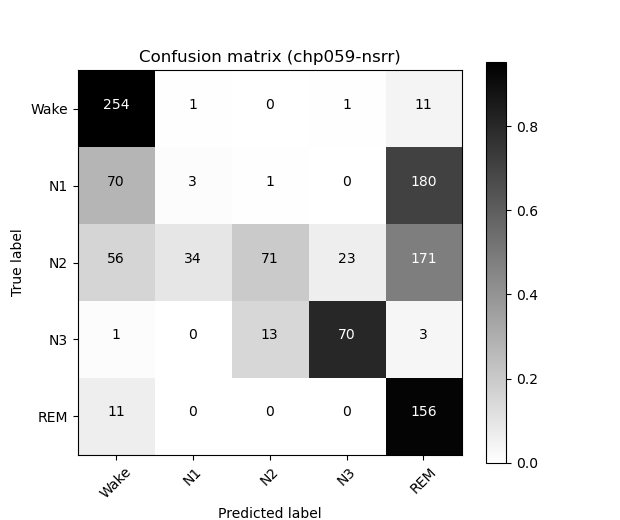 Confusion matrix (chp059-nsrr)
Wake 254 1 0 1 11
N1 70 3 1 0 180
N2 56 34 71 23 171
N3 1 0 13 70 3
REM 11 0 0 0 156
Wake N1 N2 N3 REM
Predicted label
True label
0.8
0.6
0.4
0.2
0.0